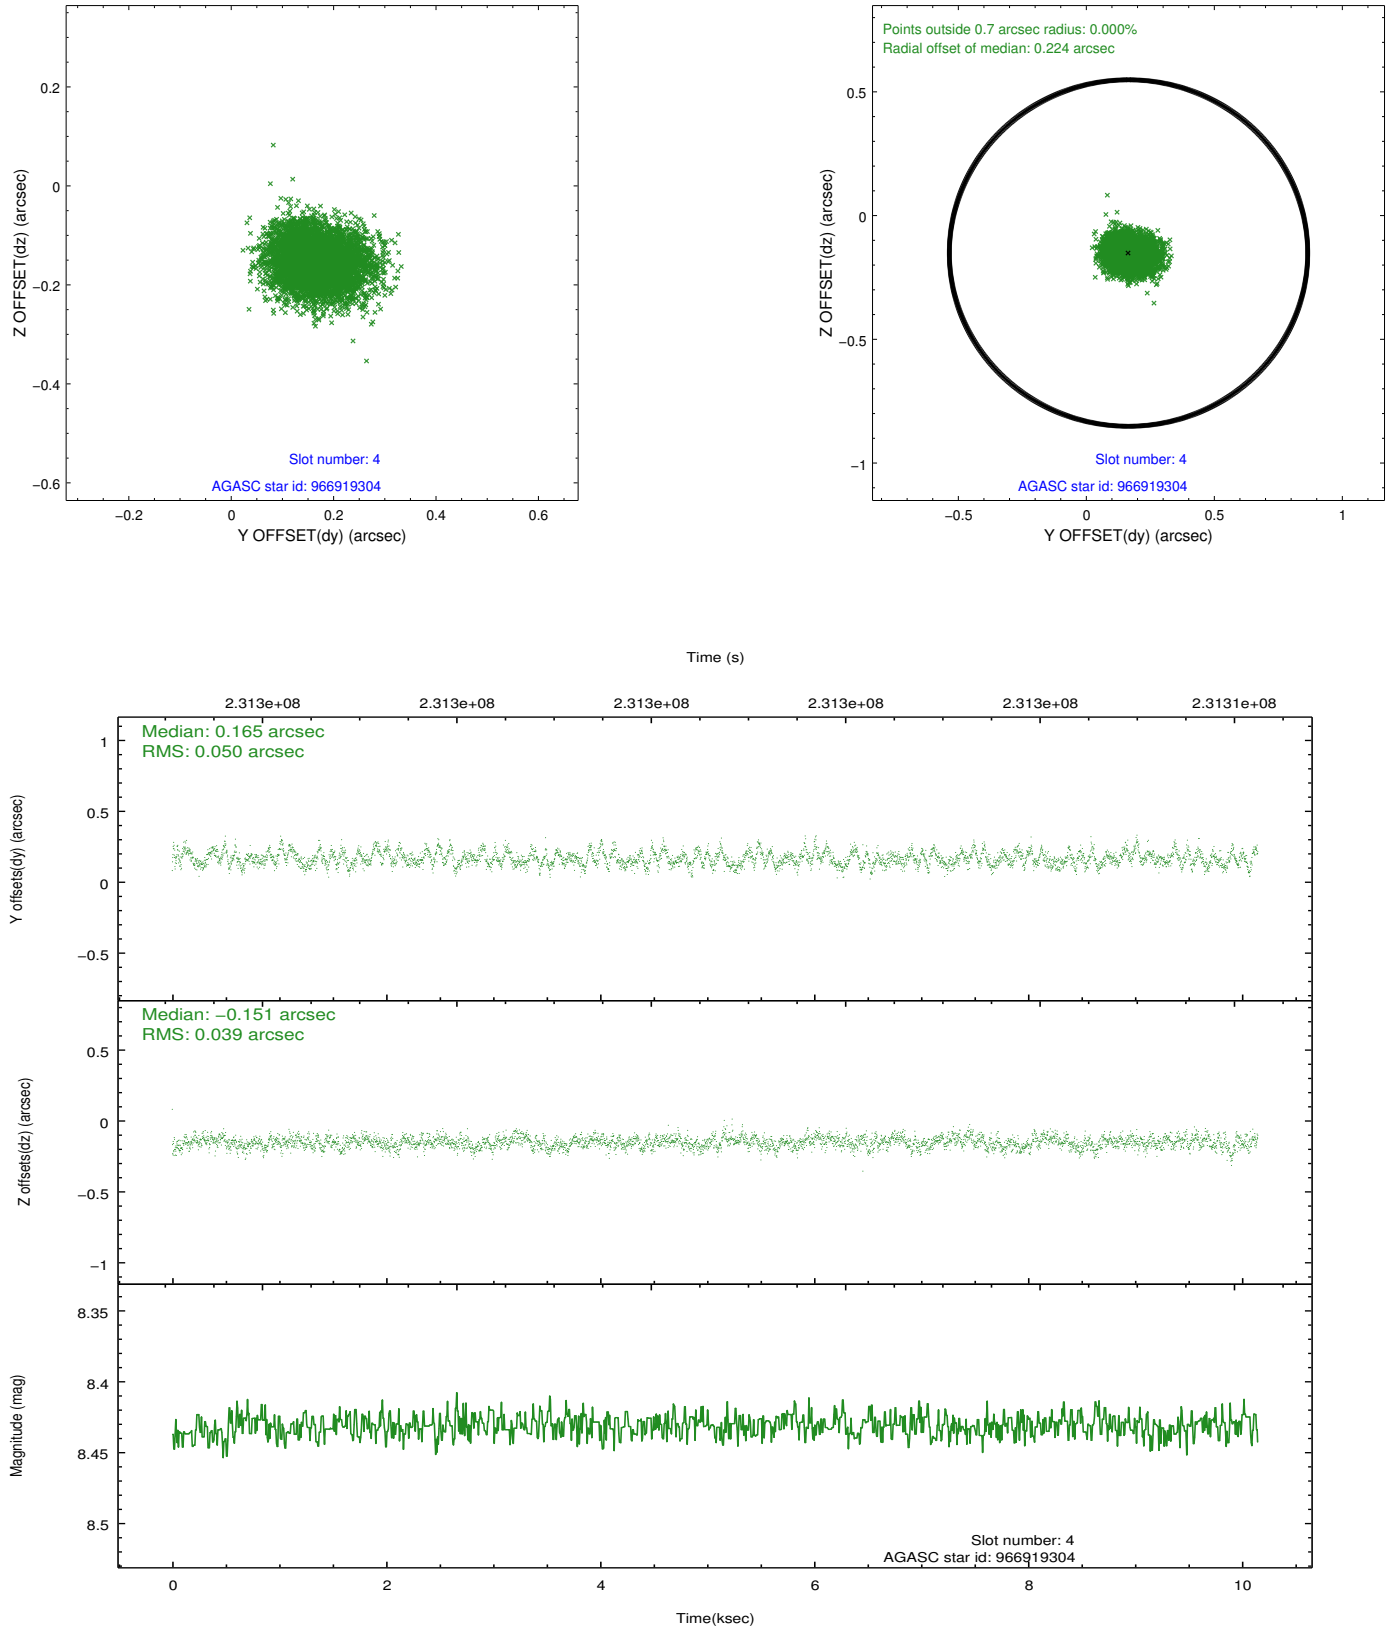 0.2
0
−0.2
−0.4
−0.6
Z OFFSET(dz) (arcsec)
−0.2
0
0.2
0.4
0.6
Y OFFSET(dy) (arcsec)
Slot number: 4
AGASC star id: 966919304
Points outside 0.7 arcsec radius: 0.000%
Radial offset of median: 0.224 arcsec
0.5
0
−0.5
−1
Z OFFSET(dz) (arcsec)
−0.5
0
0.5
1
Y OFFSET(dy) (arcsec)
Slot number: 4
AGASC star id: 966919304
Time (s)
2.313e+08
2.313e+08
2.313e+08
2.313e+08
2.313e+08
2.3131e+08
Median: 0.165 arcsec
RMS: 0.050 arcsec
1
0.5
0
−0.5
Y offsets(dy) (arcsec)
Median: −0.151 arcsec
RMS: 0.039 arcsec
0.5
0
−0.5
−1
Z offsets(dz) (arcsec)
8.35
8.4
8.45
8.5
Magnitude (mag)
Slot number: 4
AGASC star id: 966919304
0
2
4
6
8
10
Time(ksec)